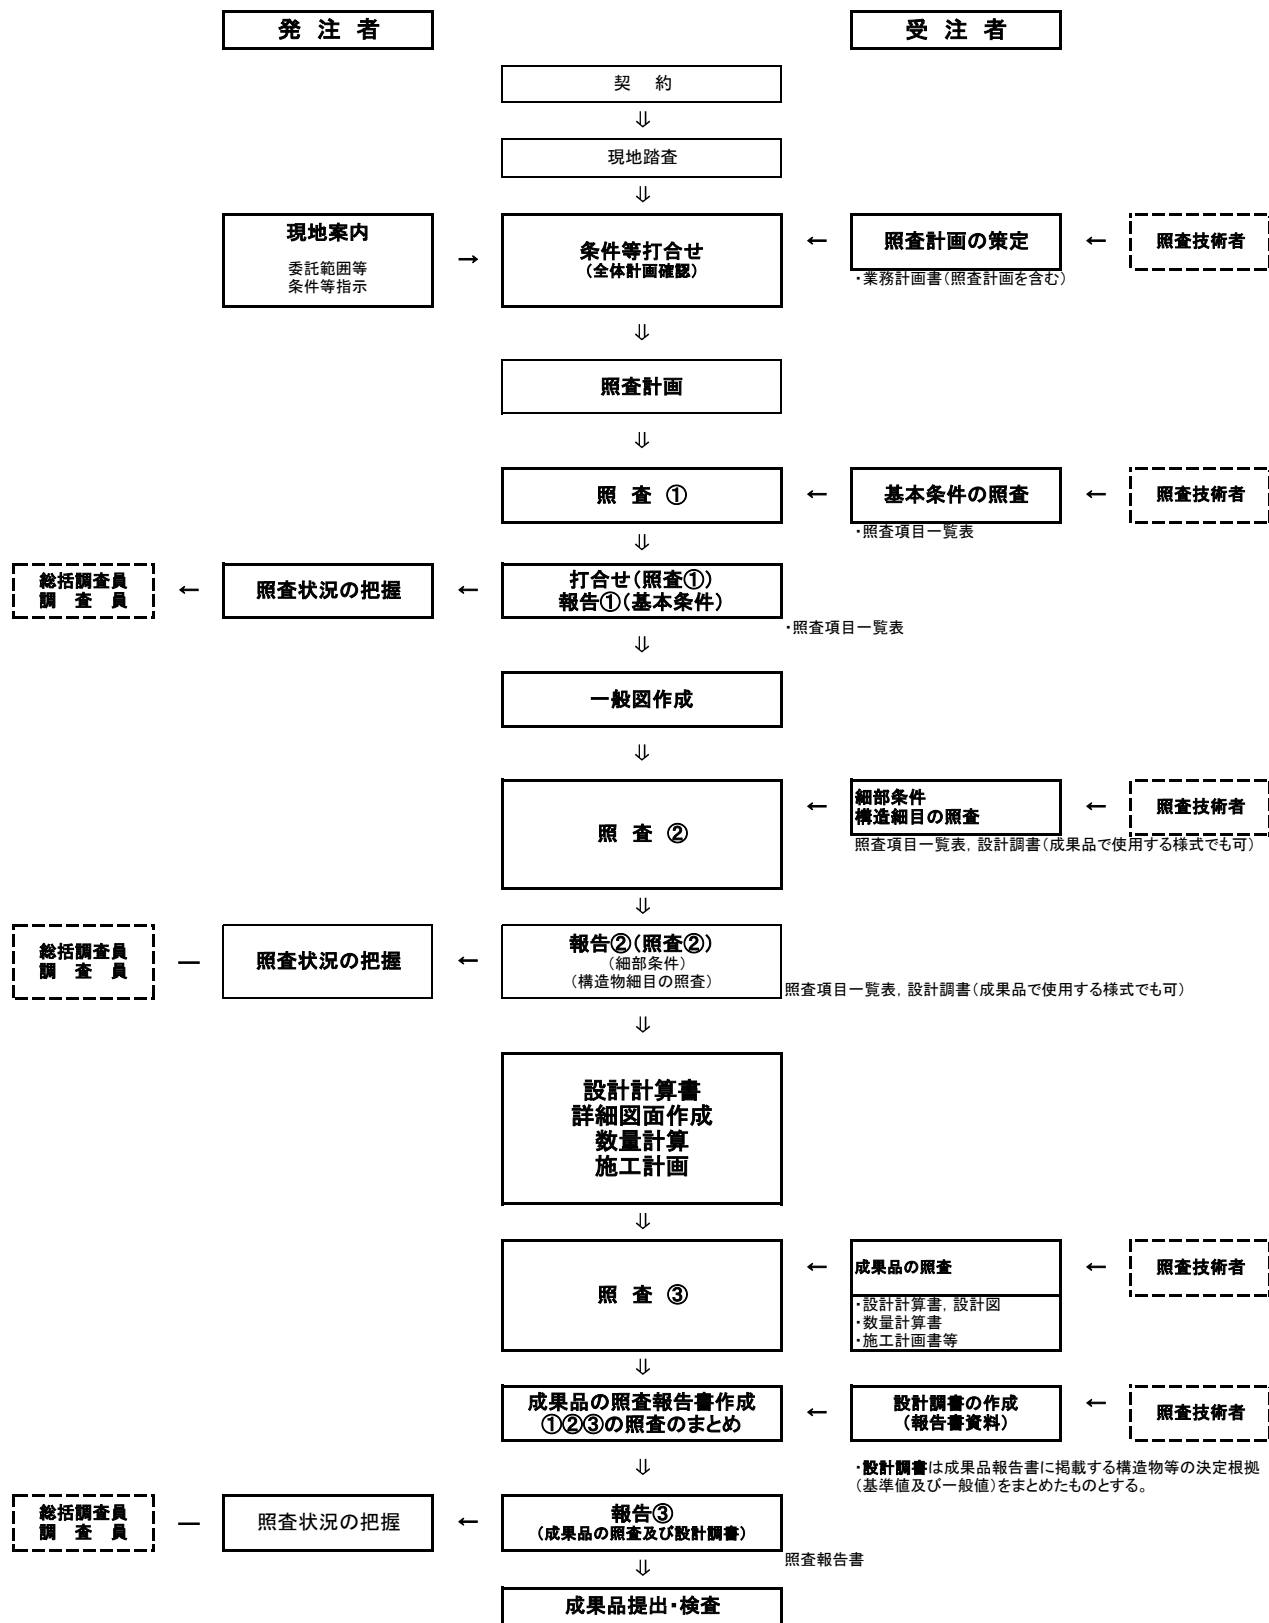 発 注 者
受 注 者
契 約
⇓
現地踏査
⇓
現地案内
委託範囲等
条件等指示
→
条件等打合せ
（全体計画確認）
←
照査計画の策定
・業務計画書（照査計画を含む）
←
照査技術者
⇓
照査計画
⇓
照 査 ①
←
基本条件の照査
・照査項目一覧表
←
照査技術者
⇓
総括調査員
調 査 員
←
照査状況の把握
←
打合せ（照査①）
報告①（基本条件）
・照査項目一覧表
⇓
一般図作成
⇓
照 査 ②
←
細部条件
構造細目の照査
照査項目一覧表，設計調書（成果品で使用する様式でも可）
←
照査技術者
⇓
総括調査員
調 査 員
―
照査状況の把握
←
報告②（照査②）
（細部条件）
（構造物細目の照査）
照査項目一覧表，設計調書（成果品で使用する様式でも可）
⇓
設計計算書
詳細図面作成
数量計算
施工計画
⇓
照 査 ③
←
成果品の照査
・設計計算書，設計図
・数量計算書
・施工計画書等
←
照査技術者
⇓
成果品の照査報告書作成
①②③の照査のまとめ
←
設計調書の作成
（報告書資料）
←
照査技術者
・設計調書は成果品報告書に掲載する構造物等の決定根拠
（基準値及び一般値）をまとめたものとする。
⇓
総括調査員
調 査 員
―
照査状況の把握
←
報告③
（成果品の照査及び設計調書）
照査報告書
⇓
成果品提出・検査